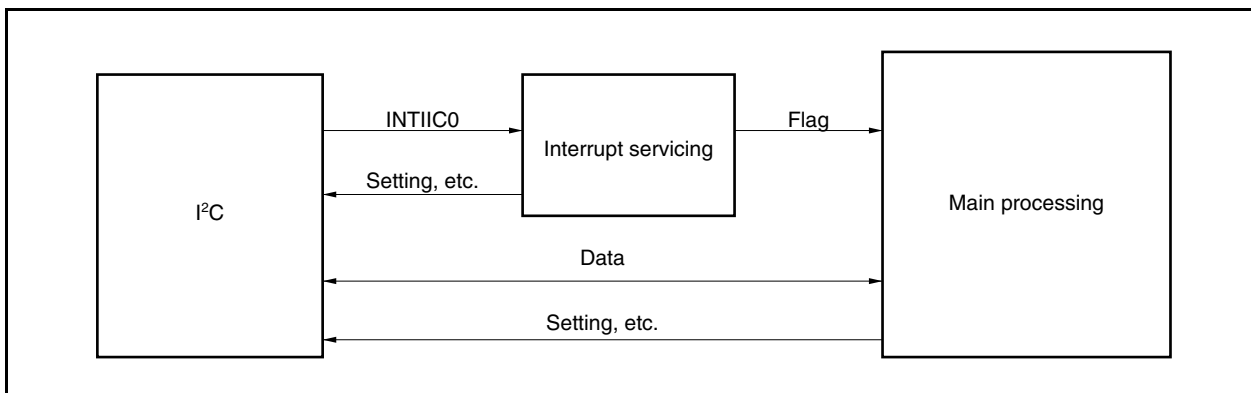 INTIIC0
Flag
Interrupt servicing
Setting, etc.
I²C
Main processing
Data
Setting, etc.